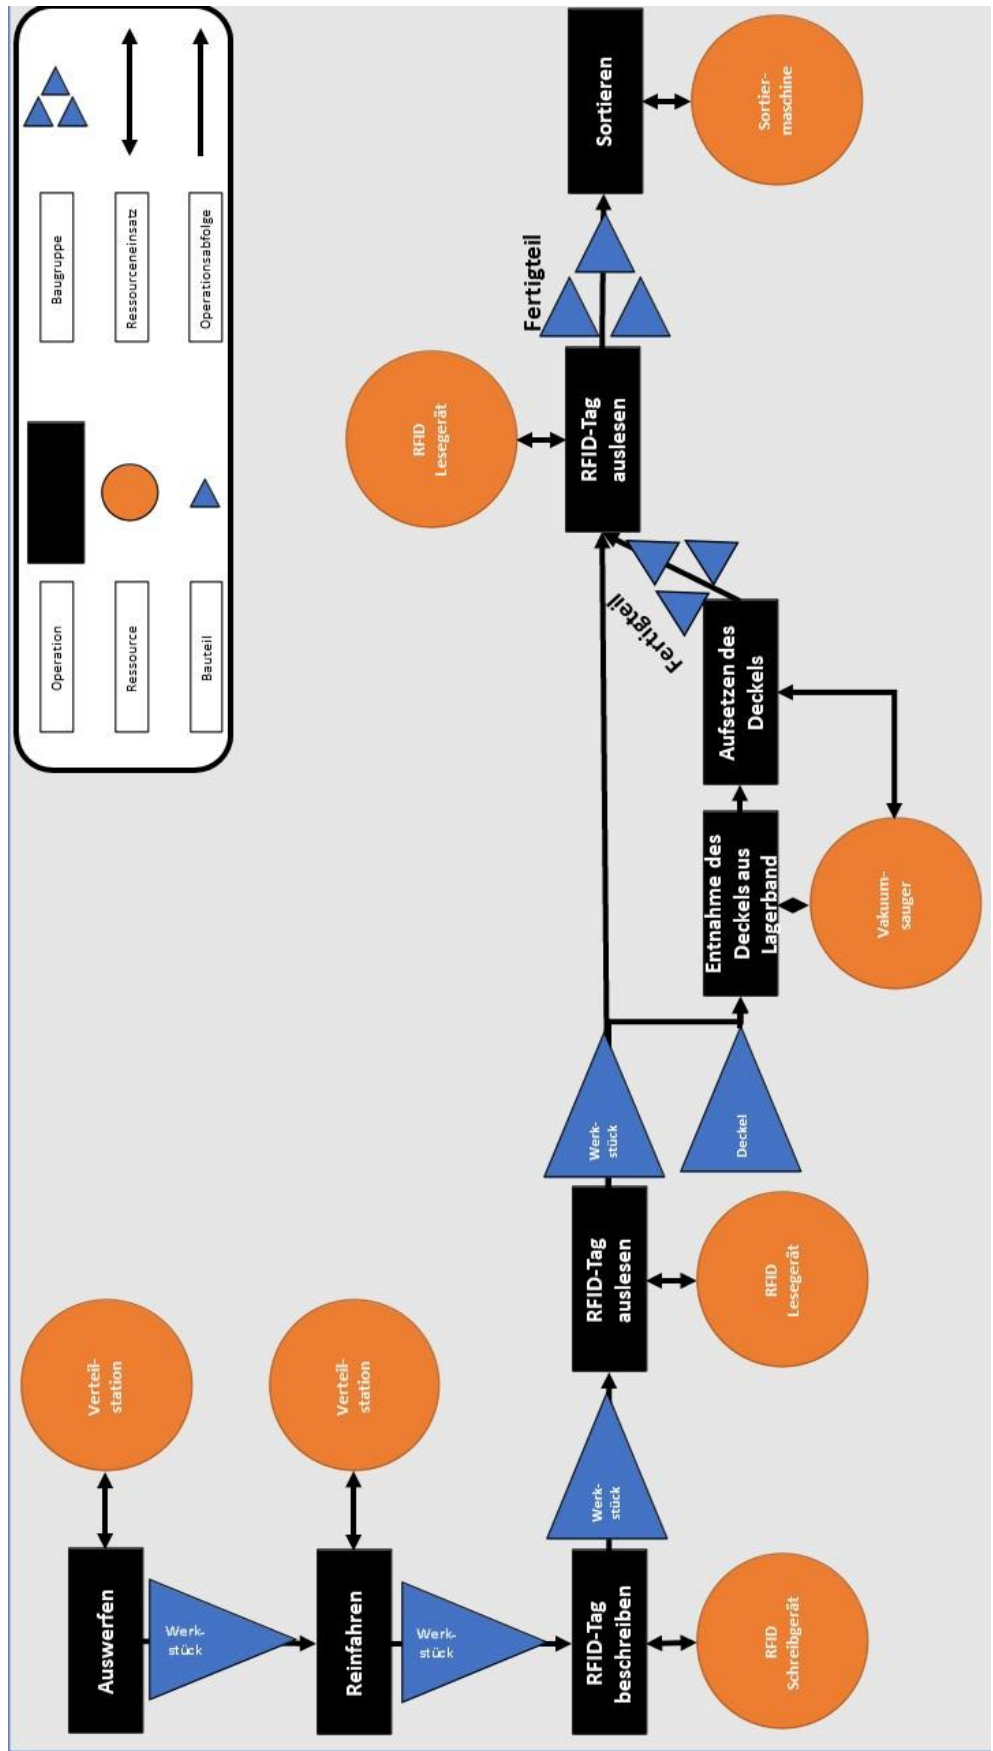 Operation
Baugruppe
Ressource
Ressourceneinsatz
Bauteil
Operationsabfolge
Auswerfen
Verteil-
station
Werk-
stück
Reinfahren
Verteil-
station
Werk-
stück
RFID-Tag
beschreiben
RFID
Schreibgerät
Werk-
stück
RFID-Tag
auslesen
RFID
Lesegerät
Werk-
stück
Deckel
Entnahme des
Deckels aus
Lagerband
Vakuum-
sauger
Aufsetzen des
Deckels
Fertigteil
RFID-Tag
auslesen
RFID
Lesegerät
Fertigteil
Sortieren
Sortier-
maschine